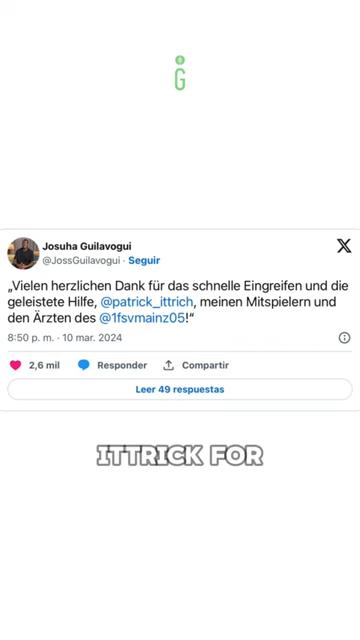 G
Josuha Guilavogui
@JossGuilavogui · Seguir
X
„Vielen herzlichen Dank für das schnelle Eingreifen und die
geleistete Hilfe, @patrick_ittrich, meinen Mitspielern und
den Ärzten des @1fsvmainz05!“
8:50 p. m. · 10 mar. 2024
2,6 mil Responder Compartir
Leer 49 respuestas
ITTRICK FOR